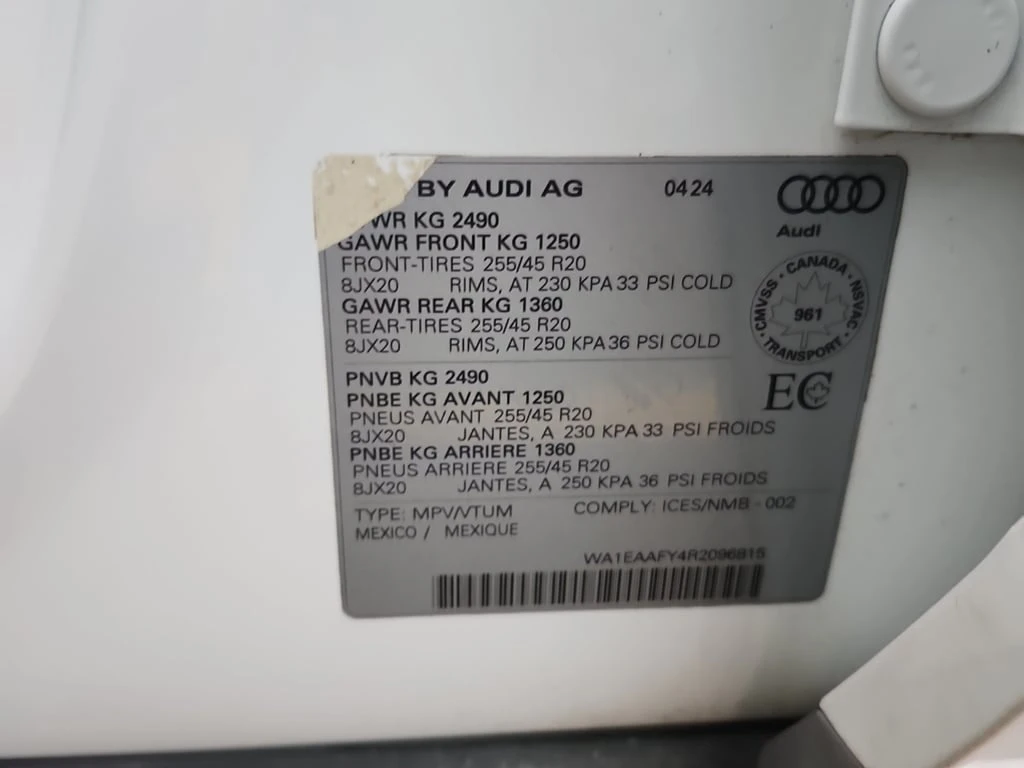 BY AUDI AG 04 24
WR KG 2490
GAWR FRONT KG 1250
FRONT-TIRES 255/45 R20
8JX20 RIMS, AT 230 KPA 33 PSI COLD
GAWR REAR KG 1360
REAR-TIRES 255/45 R20
8JX20 RIMS, AT 250 KPA 36 PSI COLD
Audi
CANADA
CMVSS · NSVAC
961
TRANSPORT
EC
PNVB KG 2490
PNBE KG AVANT 1250
PNEUS AVANT 255/45 R20
8JX20 JANTES, A 230 KPA 33 PSI FROIDS
PNBE KG ARRIERE 1360
PNEUS ARRIERE 255/45 R20
8JX20 JANTES, A 250 KPA 36 PSI FROIDS
TYPE: MPV/VTUM COMPLY: ICES/NMB - 002
MEXICO / MEXIQUE
WA1EAAFY4R2096815